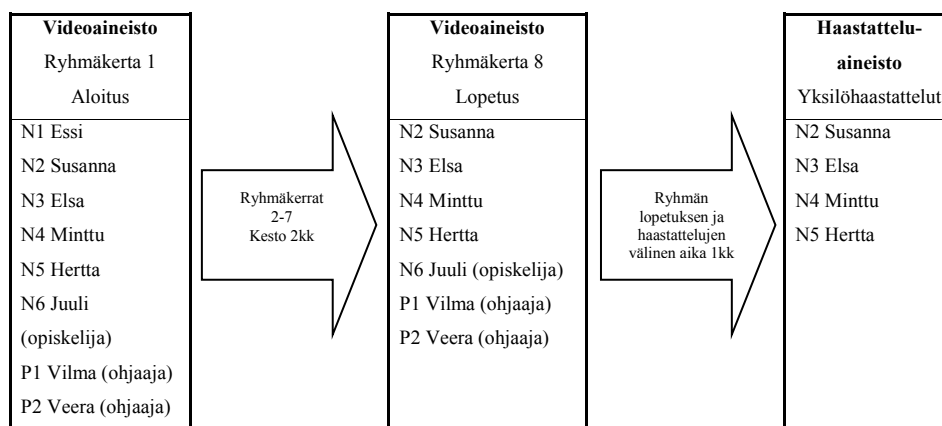 Videoaineisto
Ryhmäkerta 1
Aloitus
N1 Essi
N2 Susanna
N3 Elsa
N4 Minttu
N5 Hertta
N6 Juuli
(opiskelija)
P1 Vilma (ohjaaja)
P2 Veera (ohjaaja)
Ryhmäkerrat
2-7
Kesto 2kk
Videoaineisto
Ryhmäkerta 8
Lopetus
N2 Susanna
N3 Elsa
N4 Minttu
N5 Hertta
N6 Juuli (opiskelija)
P1 Vilma (ohjaaja)
P2 Veera (ohjaaja)
Ryhmän
lopetuksen ja
haastattelujen
välinen aika 1kk
Haastattelu-
aineisto
Yksilöhaastattelut
N2 Susanna
N3 Elsa
N4 Minttu
N5 Hertta